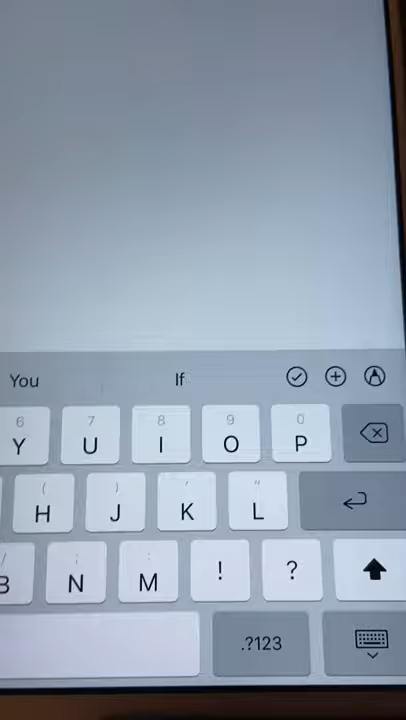 You If
6 7 8 9 0
Y U I O P
( ) ' "
H J K L
/ ; :
B N M ! ?
.?123